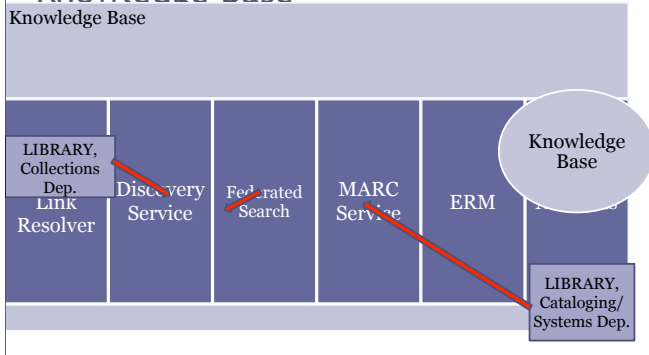 Knowledge Base
Knowledge Base
LIBRARY,
Collections
Dep.
Link
Resolver
Discovery
Service
Federated
Search
MARC
Service
ERM
Knowledge
Base
LIBRARY,
Cataloging/
Systems Dep.